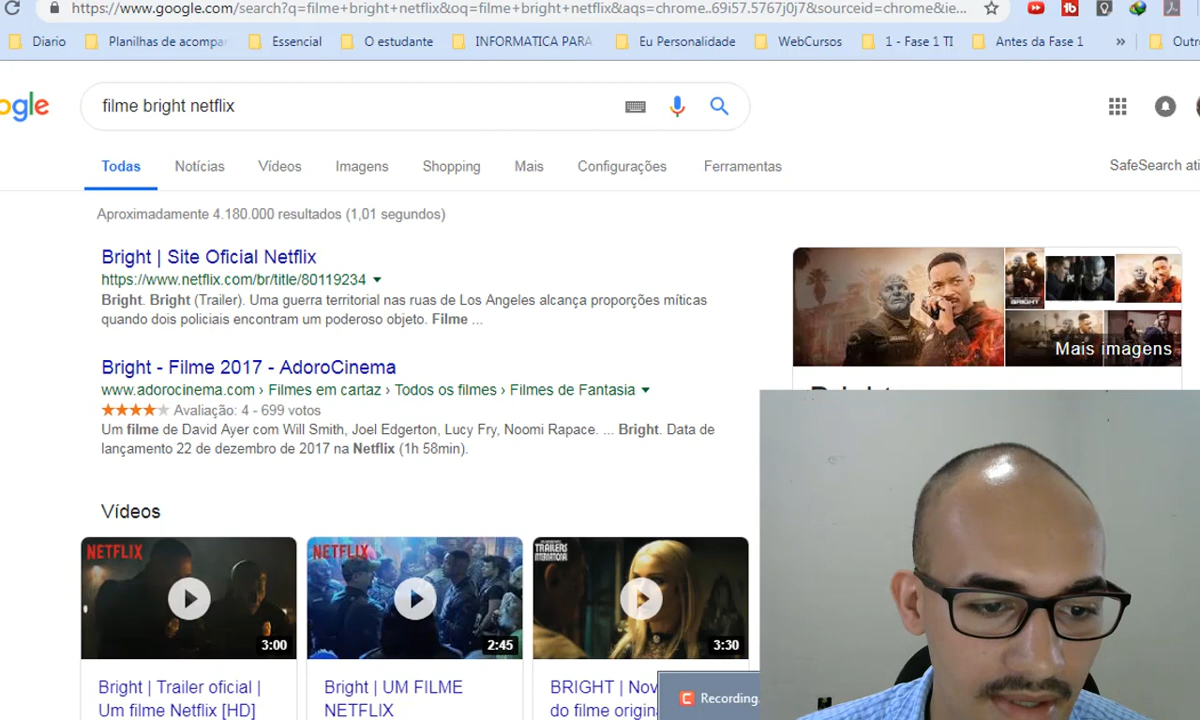 https://www.google.com/search?q=filme+bright+netflix&oq=filme+bright+netflix&aqs=chrome..69i57.5767j0j7&sourceid=chrome&ie...
Diario Planilhas de acompa Essencial O estudante INFORMATICA PARA Eu Personalidade WebCursos 1 - Fase 1 TI Antes da Fase 1 » Outr
ogle filme bright netflix
Todas Notícias Vídeos Imagens Shopping Mais Configurações Ferramentas SafeSearch ati
Aproximadamente 4.180.000 resultados (1,01 segundos)
Bright | Site Oficial Netflix
https://www.netflix.com/br/title/80119234
Bright. Bright (Trailer). Uma guerra territorial nas ruas de Los Angeles alcança proporções míticas
quando dois policiais encontram um poderoso objeto. Filme ...
BRIGHT
Mais imagens
Bright - Filme 2017 - AdoroCinema
www.adorocinema.com › Filmes em cartaz › Todos os filmes › Filmes de Fantasia
Avaliação: 4 - 699 votos
Um filme de David Ayer com Will Smith, Joel Edgerton, Lucy Fry, Noomi Rapace. ... Bright. Data de
lançamento 22 de dezembro de 2017 na Netflix (1h 58min).
Vídeos
NETFLIX
3:00
NETFLIX
2:45
TRAILERS
INTERNATIONAL
3:30
Bright | Trailer oficial |
Um filme Netflix [HD]
Bright | UM FILME
NETFLIX
BRIGHT | Nov
do filme origina
Recording